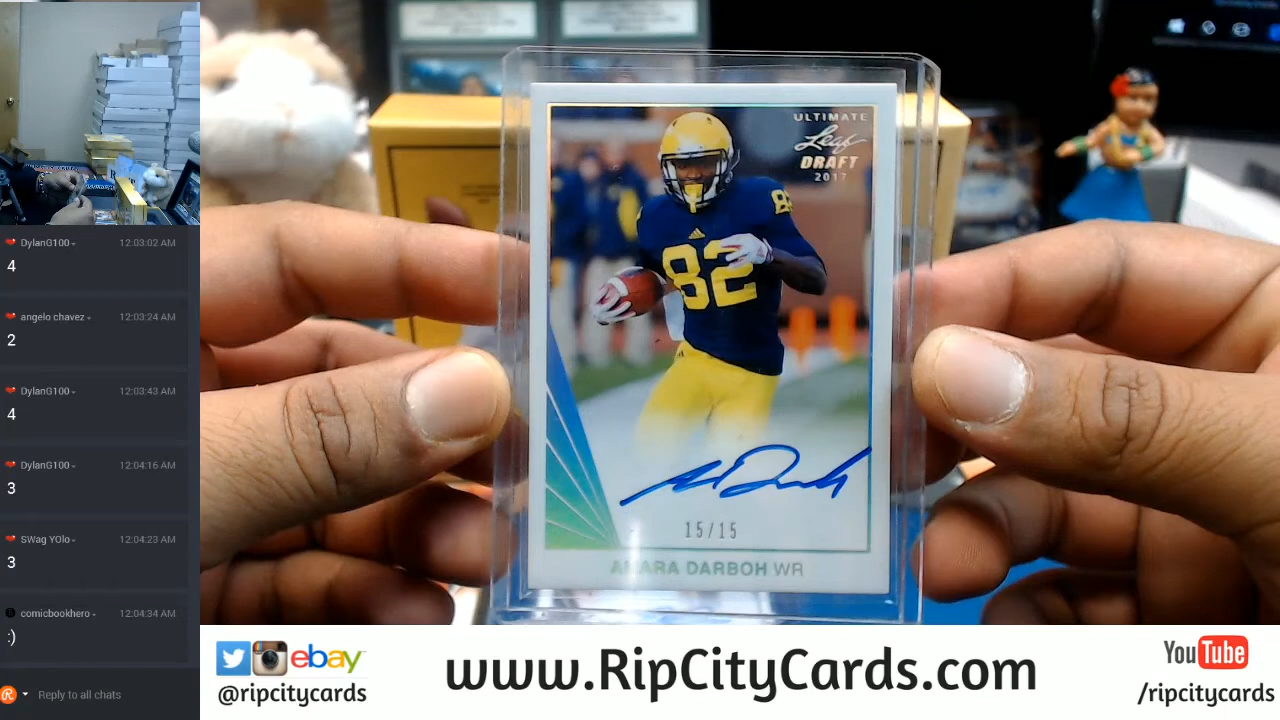 DylanG100 12:03:02 AM
4
angelo chavez 12:03:24 AM
2
DylanG100 12:03:43 AM
4
DylanG100 12:04:16 AM
3
SWag YOlo 12:04:23 AM
3
comicbookhero 12:04:34 AM
:)
Reply to all chats
ULTIMATE
Leaf
DRAFT
2017
82
82
15/15
AMARA DARBOH WR
ebay
@ripcitycards
www.RipCityCards.com
YouTube
/ripcitycards